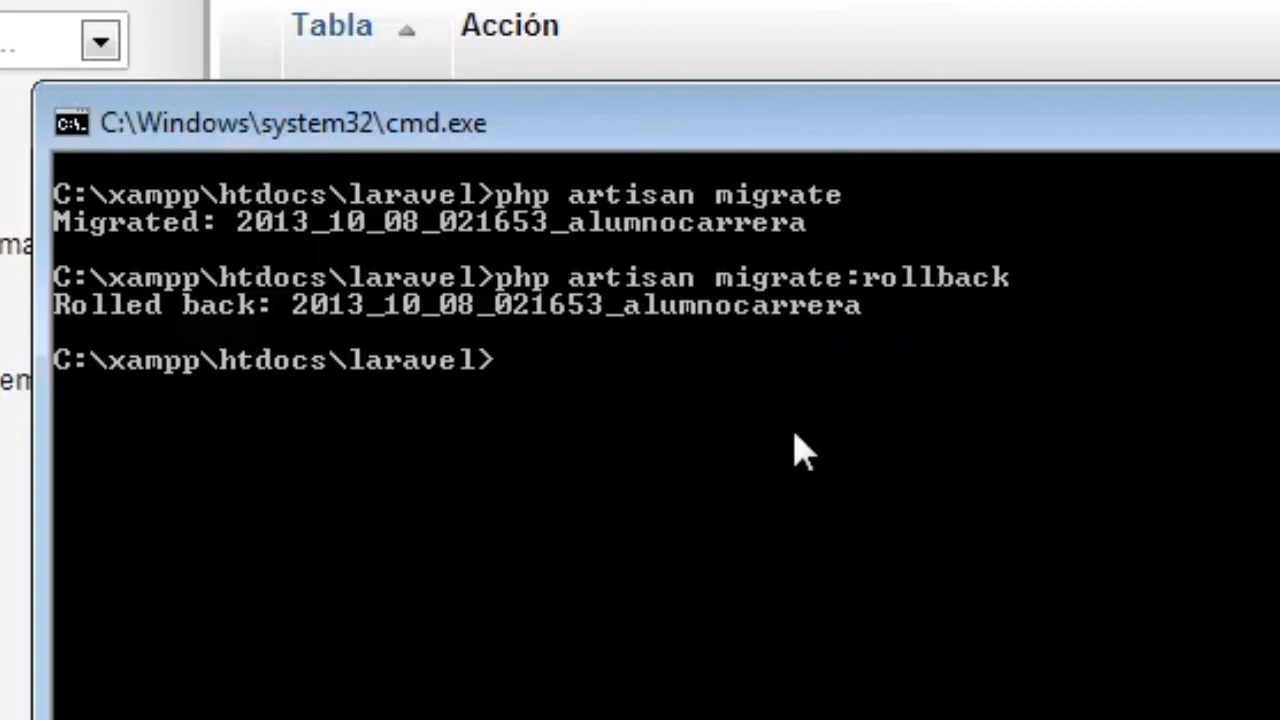 Tabla Acción
C:\Windows\system32\cmd.exe
C:\xampp\htdocs\laravel>php artisan migrate
Migrated: 2013_10_08_021653_alumnocarrera
C:\xampp\htdocs\laravel>php artisan migrate:rollback
Rolled back: 2013_10_08_021653_alumnocarrera
C:\xampp\htdocs\laravel>